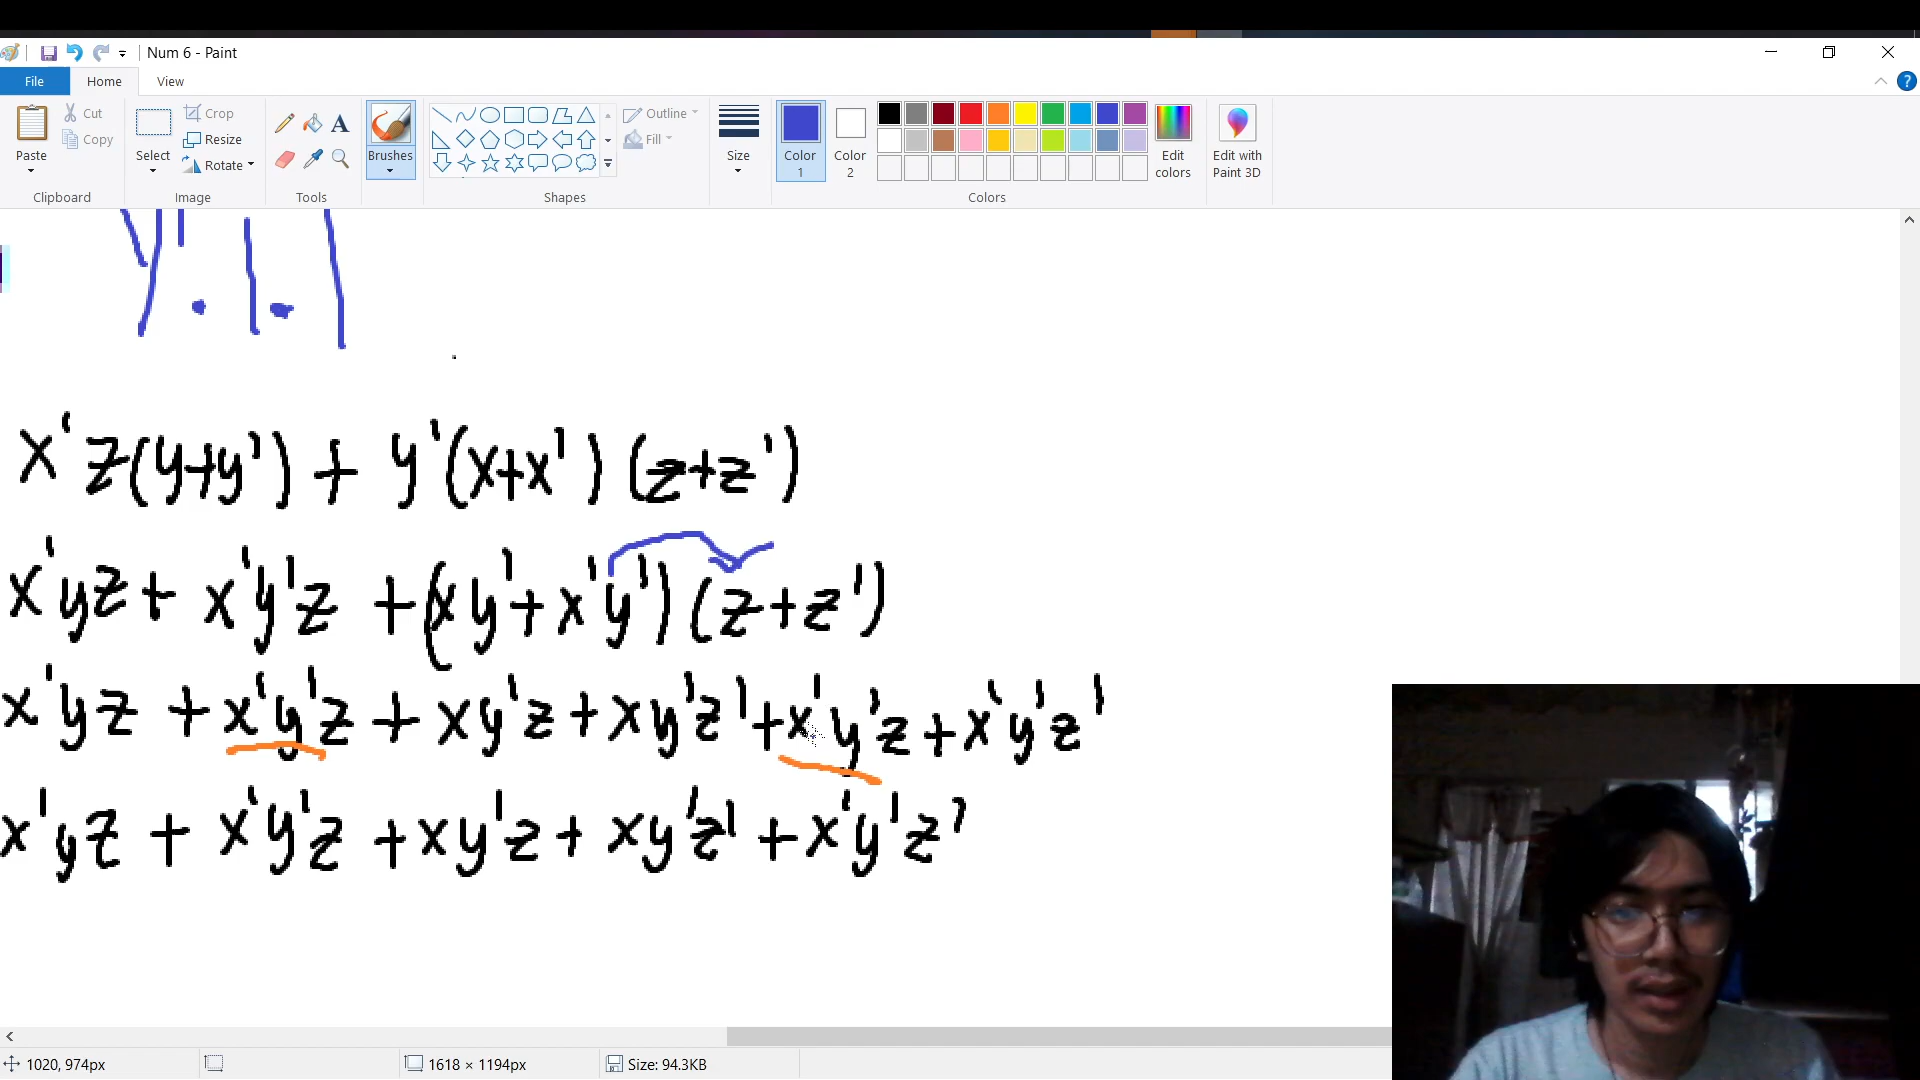 Num 6 - Paint
File Home View
Paste
Cut
Copy
Clipboard
Select
Crop
Resize
Rotate
Image
Tools
Brushes
Shapes
Outline
Fill
Size
Color 1
Color 2
Edit colors
Colors
Edit with Paint 3D
y' . 1 . 1
x'z(y+y') + y'(x+x')(z+z')
x'yz + x'y'z + (xy' + x'y')(z+z')
x'yz + x'y'z + xy'z + xy'z' + x'y'z + x'y'z'
x'yz + x'y'z + xy'z + xy'z' + x'y'z'
1020, 974px
1618 × 1194px
Size: 94.3KB